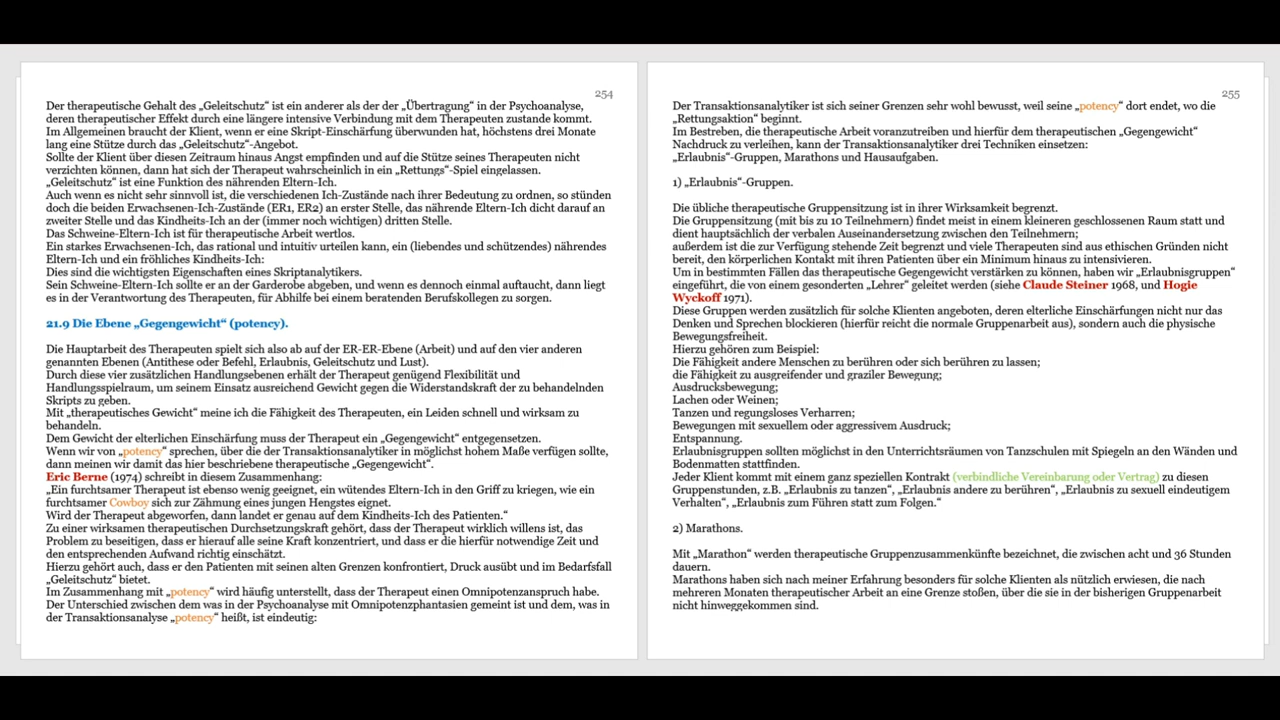 254
Der therapeutische Gehalt des „Geleitschutz“ ist ein anderer als der der „Übertragung“ in der Psychoanalyse,
deren therapeutischer Effekt durch eine längere intensive Verbindung mit dem Therapeuten zustande kommt.
Im Allgemeinen braucht der Klient, wenn er eine Skript-Einschärfung überwunden hat, höchstens drei Monate
lang eine Stütze durch das „Geleitschutz“-Angebot.
Sollte der Klient über diesen Zeitraum hinaus Angst empfinden und auf die Stütze seines Therapeuten nicht
verzichten können, dann hat sich der Therapeut wahrscheinlich in ein „Rettungs“-Spiel eingelassen.
„Geleitschutz“ ist eine Funktion des nährenden Eltern-Ich.
Auch wenn es nicht sehr sinnvoll ist, die verschiedenen Ich-Zustände nach ihrer Bedeutung zu ordnen, so stünden
doch die beiden Erwachsenen-Ich-Zustände (ER1, ER2) an erster Stelle, das nährende Eltern-Ich dicht darauf an
zweiter Stelle und das Kindheits-Ich an der (immer noch wichtigen) dritten Stelle.
Das Schweine-Eltern-Ich ist für therapeutische Arbeit wertlos.
Ein starkes Erwachsenen-Ich, das rational und intuitiv urteilen kann, ein (liebendes und schützendes) nährendes
Eltern-Ich und ein fröhliches Kindheits-Ich:
Dies sind die wichtigsten Eigenschaften eines Skriptanalytikers.
Sein Schweine-Eltern-Ich sollte er an der Garderobe abgeben, und wenn es dennoch einmal auftaucht, dann liegt
es in der Verantwortung des Therapeuten, für Abhilfe bei einem beratenden Berufskollegen zu sorgen.
21.9 Die Ebene „Gegengewicht“ (potency).
Die Hauptarbeit des Therapeuten spielt sich also ab auf der ER-ER-Ebene (Arbeit) und auf den vier anderen
genannten Ebenen (Antithese oder Befehl, Erlaubnis, Geleitschutz und Lust).
Durch diese vier zusätzlichen Handlungsebenen erhält der Therapeut genügend Flexibilität und
Handlungsspielraum, um seinem Einsatz ausreichend Gewicht gegen die Widerstandskraft der zu behandelnden
Skripts zu geben.
Mit „therapeutisches Gewicht“ meine ich die Fähigkeit des Therapeuten, ein Leiden schnell und wirksam zu
behandeln.
Dem Gewicht der elterlichen Einschärfung muss der Therapeut ein „Gegengewicht“ entgegensetzen.
Wenn wir von „potency“ sprechen, über die der Transaktionsanalytiker in möglichst hohem Maße verfügen sollte,
dann meinen wir damit das hier beschriebene therapeutische „Gegengewicht“.
Eric Berne (1974) schreibt in diesem Zusammenhang:
„Ein furchtsamer Therapeut ist ebenso wenig geeignet, ein wütendes Eltern-Ich in den Griff zu kriegen, wie ein
furchtsamer Cowboy sich zur Zähmung eines jungen Hengstes eignet.
Wird der Therapeut abgeworfen, dann landet er genau auf dem Kindheits-Ich des Patienten.“
Zu einer wirksamen therapeutischen Durchsetzungskraft gehört, dass der Therapeut wirklich willens ist, das
Problem zu beseitigen, dass er hierauf alle seine Kraft konzentriert, und dass er die hierfür notwendige Zeit und
den entsprechenden Aufwand richtig einschätzt.
Hierzu gehört auch, dass er den Patienten mit seinen alten Grenzen konfrontiert, Druck ausübt und im Bedarfsfall
„Geleitschutz“ bietet.
Im Zusammenhang mit „potency“ wird häufig unterstellt, dass der Therapeut einen Omnipotenzanspruch habe.
Der Unterschied zwischen dem was in der Psychoanalyse mit Omnipotenzphantasien gemeint ist und dem, was in
der Transaktionsanalyse „potency“ heißt, ist eindeutig:
255
Der Transaktionsanalytiker ist sich seiner Grenzen sehr wohl bewusst, weil seine „potency“ dort endet, wo die
„Rettungsaktion“ beginnt.
Im Bestreben, die therapeutische Arbeit voranzutreiben und hierfür dem therapeutischen „Gegengewicht“
Nachdruck zu verleihen, kann der Transaktionsanalytiker drei Techniken einsetzen:
„Erlaubnis“-Gruppen, Marathons und Hausaufgaben.
1) „Erlaubnis“-Gruppen.
Die übliche therapeutische Gruppensitzung ist in ihrer Wirksamkeit begrenzt.
Die Gruppensitzung (mit bis zu 10 Teilnehmern) findet meist in einem kleineren geschlossenen Raum statt und
dient hauptsächlich der verbalen Auseinandersetzung zwischen den Teilnehmern;
außerdem ist die zur Verfügung stehende Zeit begrenzt und viele Therapeuten sind aus ethischen Gründen nicht
bereit, den körperlichen Kontakt mit ihren Patienten über ein Minimum hinaus zu intensivieren.
Um in bestimmten Fällen das therapeutische Gegengewicht verstärken zu können, haben wir „Erlaubnisgruppen“
eingeführt, die von einem gesonderten „Lehrer“ geleitet werden (siehe Claude Steiner 1968, und Hogie
Wyckoff 1971).
Diese Gruppen werden zusätzlich für solche Klienten angeboten, deren elterliche Einschärfungen nicht nur das
Denken und Sprechen blockieren (hierfür reicht die normale Gruppenarbeit aus), sondern auch die physische
Bewegungsfreiheit.
Hierzu gehören zum Beispiel:
Die Fähigkeit andere Menschen zu berühren oder sich berühren zu lassen;
die Fähigkeit zu ausgreifender und graziler Bewegung;
Ausdrucksbewegung;
Lachen oder Weinen;
Tanzen und regungsloses Verharren;
Bewegungen mit sexuellem oder aggressivem Ausdruck;
Entspannung.
Erlaubnisgruppen sollten möglichst in den Unterrichtsräumen von Tanzschulen mit Spiegeln an den Wänden und
Bodenmatten stattfinden.
Jeder Klient kommt mit einem ganz speziellen Kontrakt (verbindliche Vereinbarung oder Vertrag) zu diesen
Gruppenstunden, z.B. „Erlaubnis zu tanzen“, „Erlaubnis andere zu berühren“, „Erlaubnis zu sexuell eindeutigem
Verhalten“, „Erlaubnis zum Führen statt zum Folgen.“
2) Marathons.
Mit „Marathon“ werden therapeutische Gruppenzusammenkünfte bezeichnet, die zwischen acht und 36 Stunden
dauern.
Marathons haben sich nach meiner Erfahrung besonders für solche Klienten als nützlich erwiesen, die nach
mehreren Monaten therapeutischer Arbeit an eine Grenze stoßen, über die sie in der bisherigen Gruppenarbeit
nicht hinweggekommen sind.